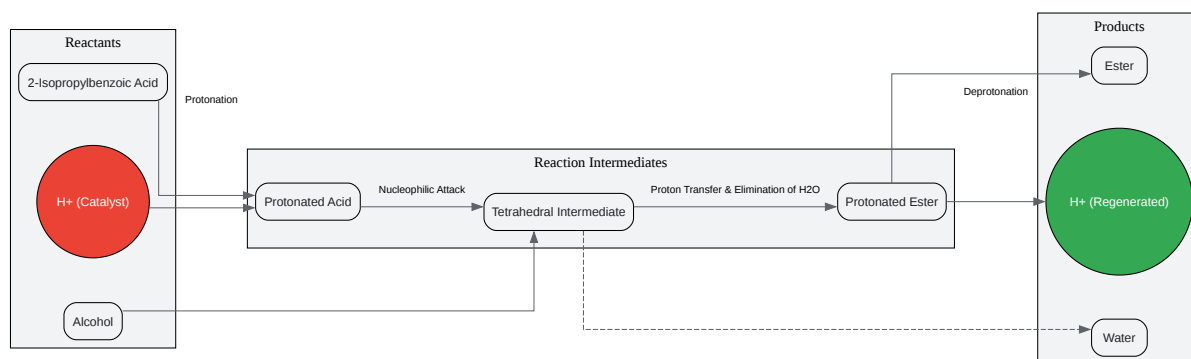 Reactants
2-Isopropylbenzoic Acid
Protonation
H+ (Catalyst)
Alcohol
Reaction Intermediates
Protonated Acid
Nucleophilic Attack
Tetrahedral Intermediate
Proton Transfer & Elimination of H2O
Protonated Ester
Products
Ester
Deprotonation
H+ (Regenerated)
Water